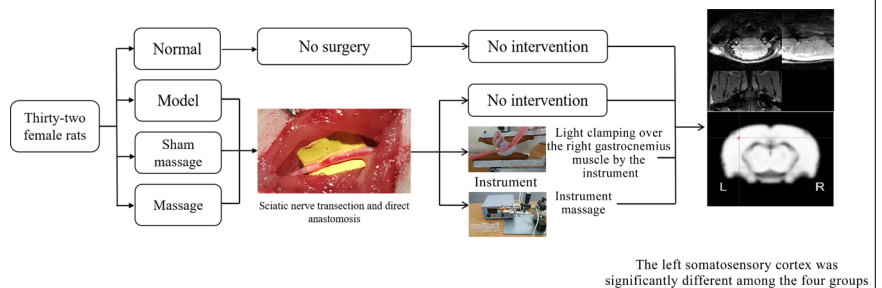 Thirty-two
female rats
Normal
Model
Sham
massage
Massage
No surgery
Sciatic nerve transection and direct
anastomosis
No intervention
No intervention
Instrument
Light clamping over
the right gastrocnemius
muscle by the
instrument
Instrument
massage
L R
The left somatosensory cortex was
significantly different among the four groups